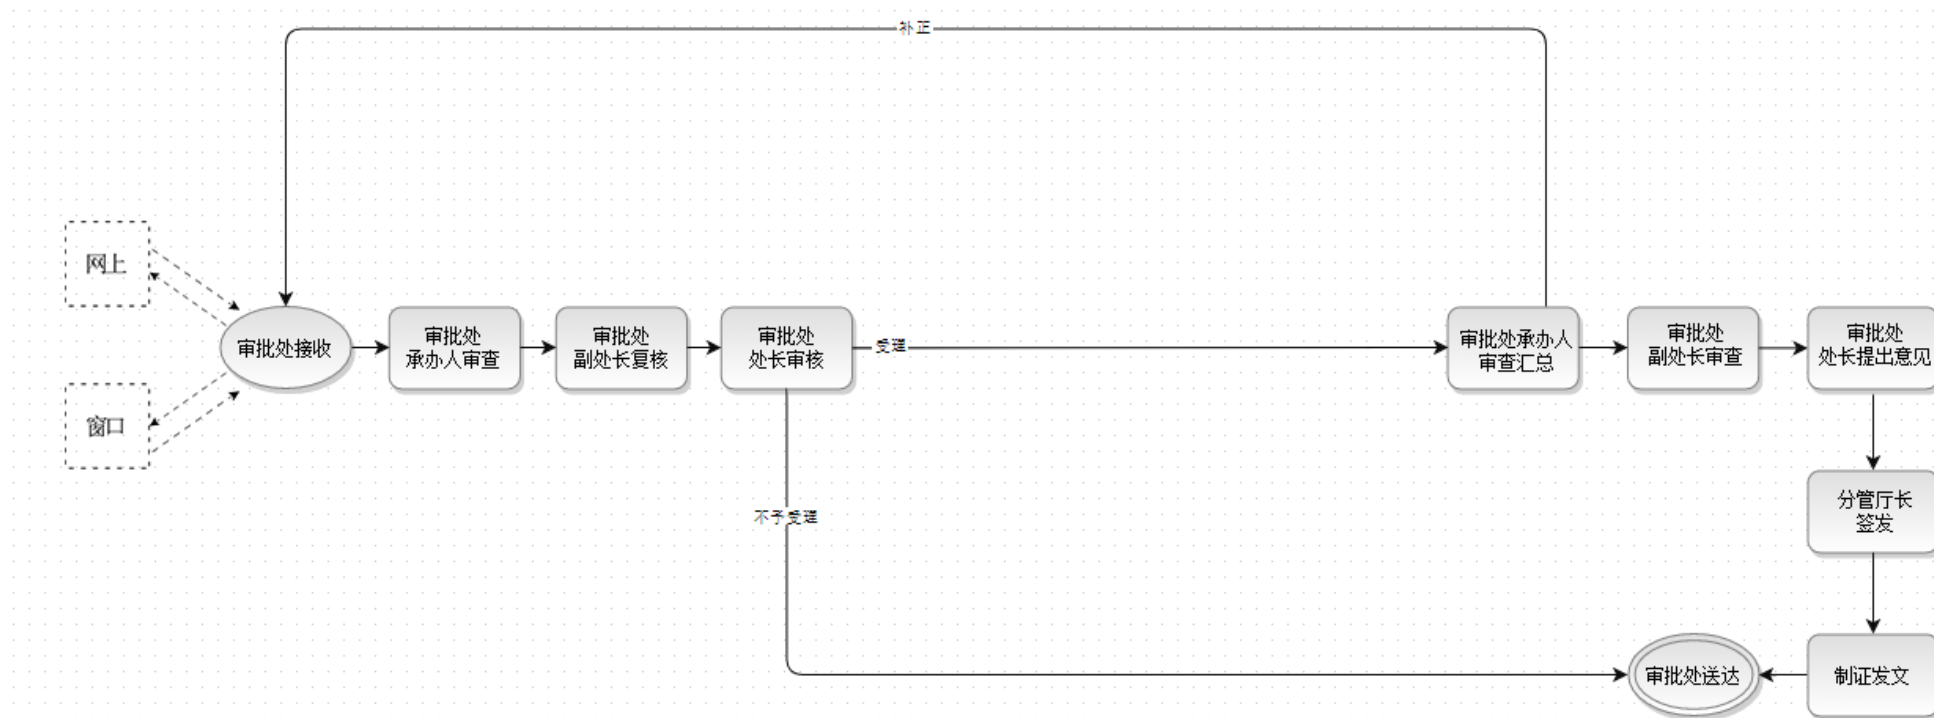 补正
网上
审批处接收
窗口
审批处
承办人审查
审批处
副处长复核
审批处
处长审核
受理
不予受理
审批处承办人
审查汇总
审批处
副处长审查
审批处
处长提出意见
分管厅长
签发
制证发文
审批处送达